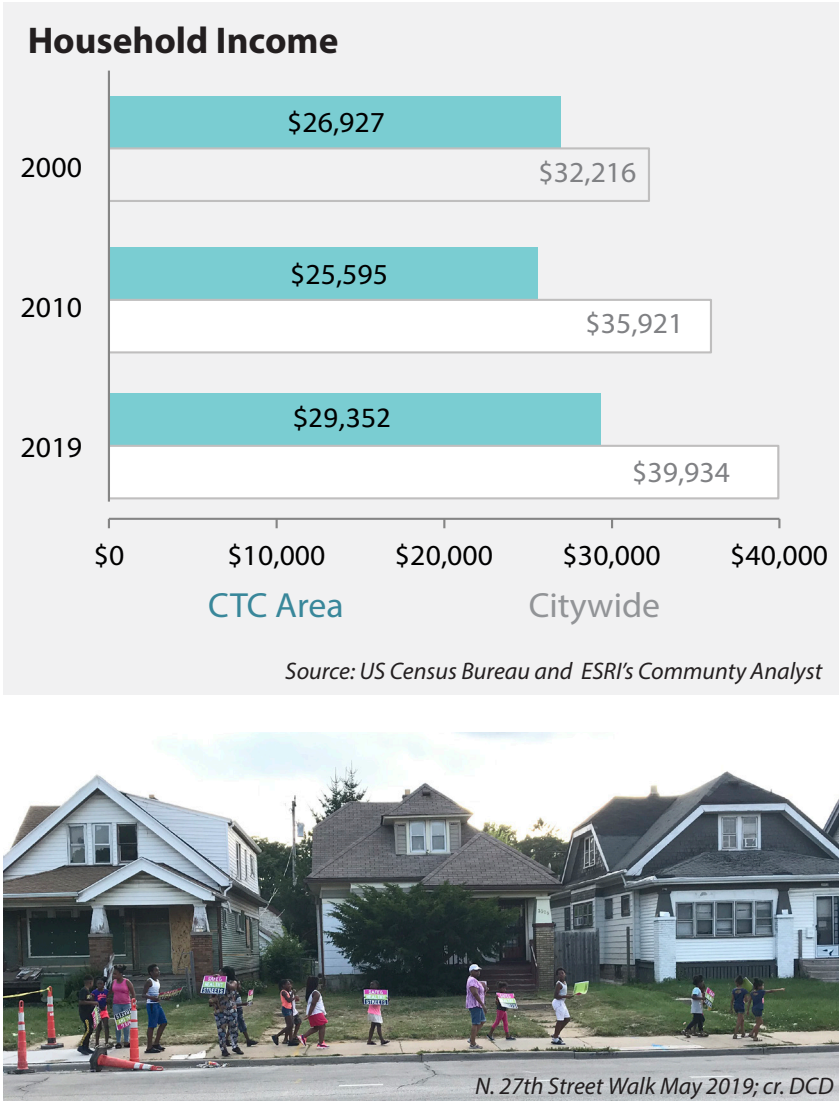 Household Income
$26,927
2000
$32,216
$25,595
2010
$35,921
$29,352
2019
$39,934
$0 $10,000 $20,000 $30,000 $40,000
CTC Area Citywide
Source: US Census Bureau and ESRI's Communty Analyst
N. 27th Street Walk May 2019; cr. DCD